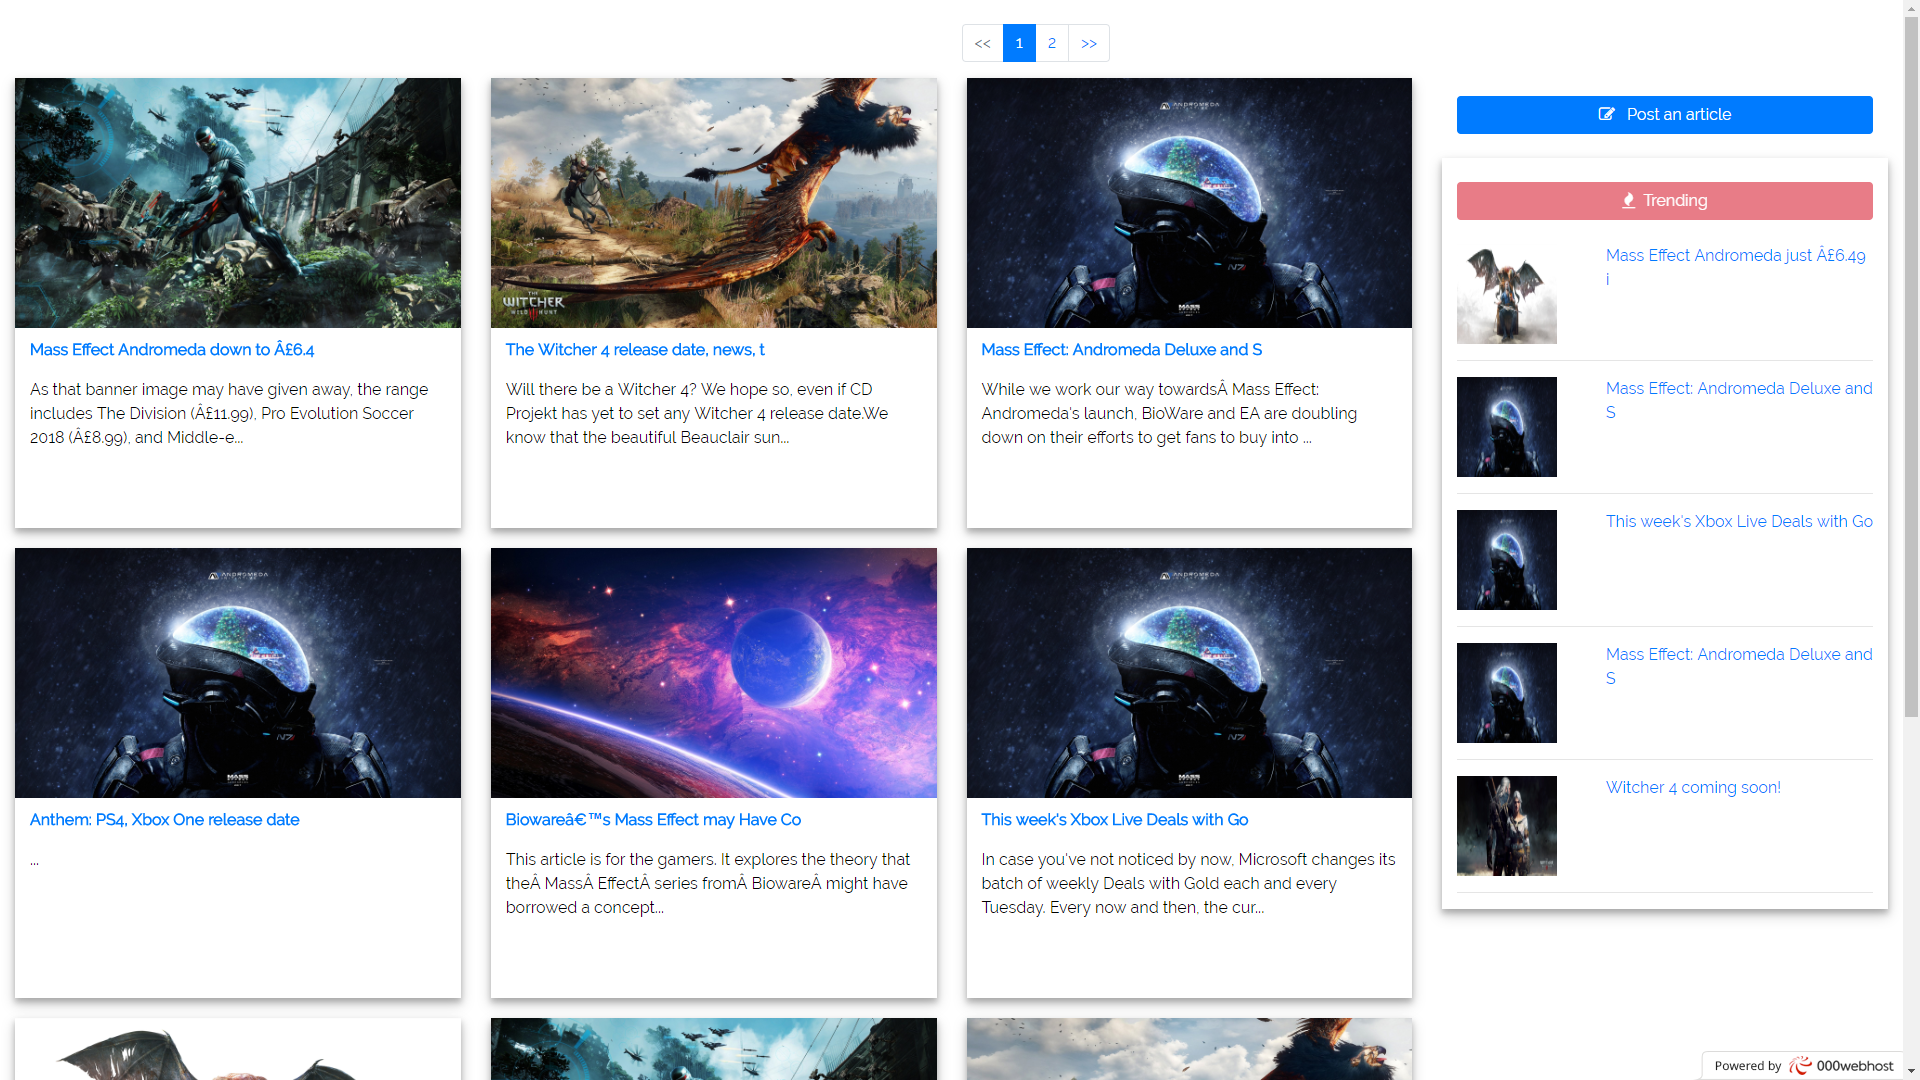 << 1 2 >>
Post an article
Trending
Mass Effect Andromeda just Â£6.49
i
Mass Effect: Andromeda Deluxe and
S
This week's Xbox Live Deals with Go
Mass Effect: Andromeda Deluxe and
S
Witcher 4 coming soon!
THE
WITCHER
WILD HUNT
ANDROMEDA
N7
MASS
Mass Effect Andromeda down to Â£6.4
As that banner image may have given away, the range
includes The Division (Â£11.99), Pro Evolution Soccer
2018 (Â£8.99), and Middle-e...
The Witcher 4 release date, news, t
Will there be a Witcher 4? We hope so, even if CD
Projekt has yet to set any Witcher 4 release date.We
know that the beautiful Beauclair sun...
Mass Effect: Andromeda Deluxe and S
While we work our way towardsÂ Mass Effect:
Andromeda's launch, BioWare and EA are doubling
down on their efforts to get fans to buy into ...
ANDROMEDA
N7
MASS
ANDROMEDA
N7
MASS
Anthem: PS4, Xbox One release date
...
Biowareâ€™s Mass Effect may Have Co
This article is for the gamers. It explores the theory that
theÂ MassÂ EffectÂ series fromÂ BiowareÂ might have
borrowed a concept...
This week's Xbox Live Deals with Go
In case you've not noticed by now, Microsoft changes its
batch of weekly Deals with Gold each and every
Tuesday. Every now and then, the cur...
Powered by 000webhost